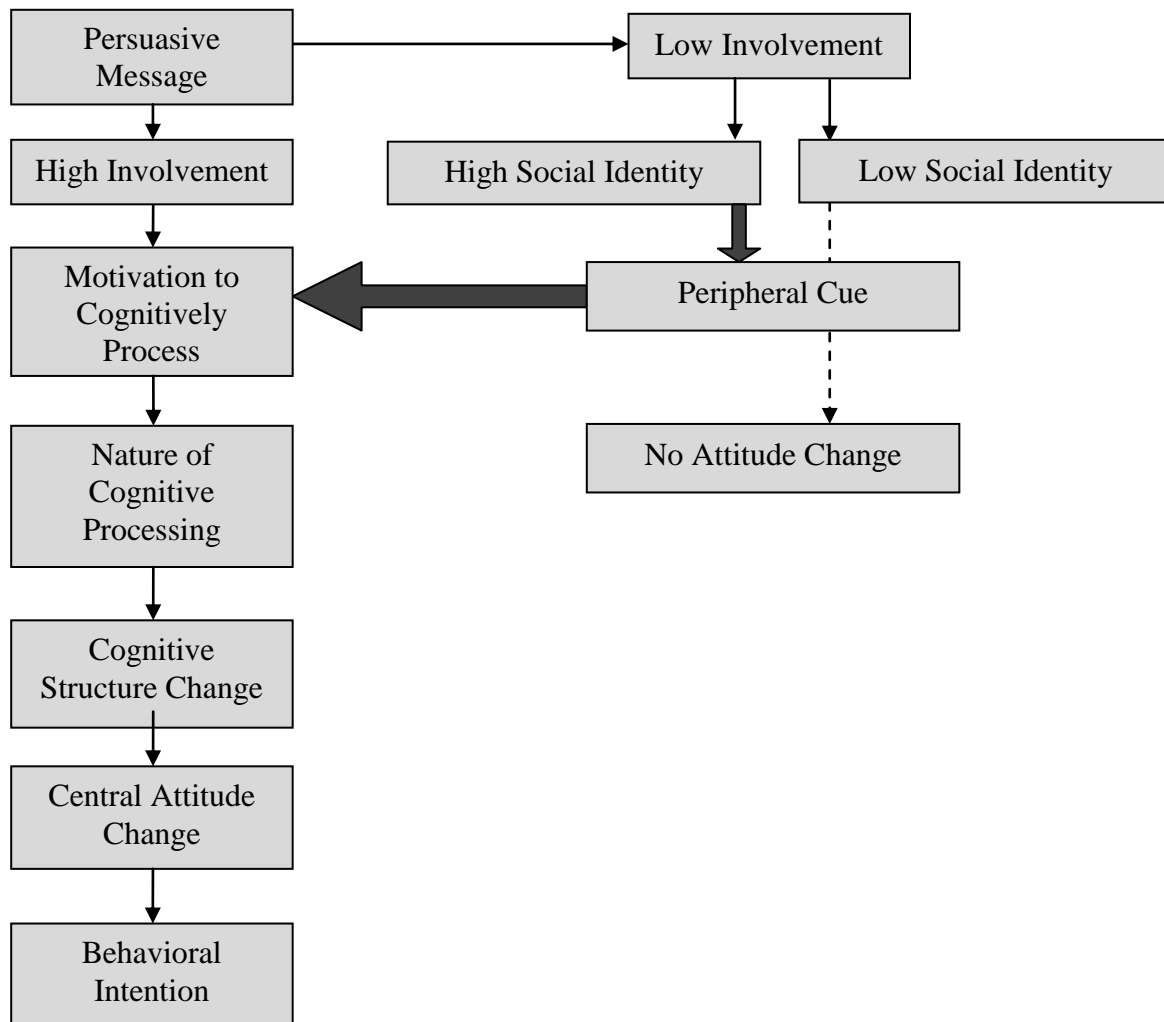 Persuasive
Message
Low Involvement
High Involvement
High Social Identity
Low Social Identity
Motivation to
Cognitively
Process
Peripheral Cue
Nature of
Cognitive
Processing
No Attitude Change
Cognitive
Structure Change
Central Attitude
Change
Behavioral
Intention